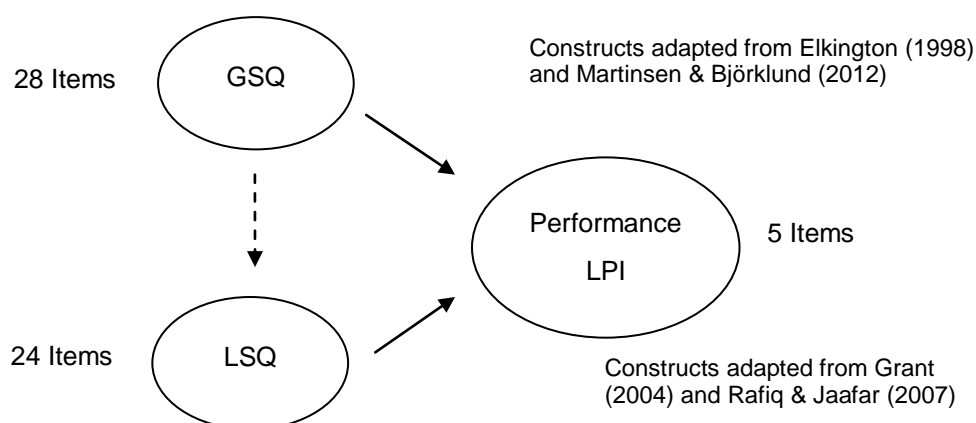 Constructs adapted from Elkington (1998)
and Martinsen & Björklund (2012)
28 Items
GSQ
Performance
LPI
5 Items
24 Items
LSQ
Constructs adapted from Grant
(2004) and Rafiq & Jaafar (2007)